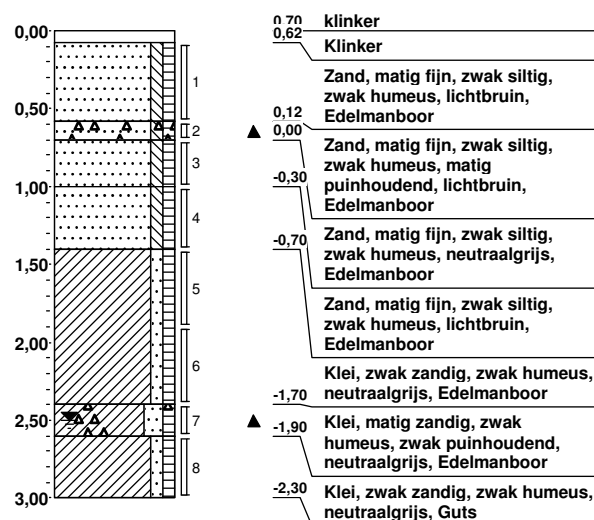 0,00
0,50
1,00
1,50
2,00
2,50
3,00
1
2
3
4
5
6
7
8
0,70 klinker
0,62
Klinker
Zand, matig fijn, zwak siltig,
zwak humeus, lichtbruin,
Edelmanboor
0,12
0,00
Zand, matig fijn, zwak siltig,
zwak humeus, matig
puinhoudend, lichtbruin,
Edelmanboor
-0,30
Zand, matig fijn, zwak siltig,
zwak humeus, neutraalgrijs,
Edelmanboor
-0,70
Zand, matig fijn, zwak siltig,
zwak humeus, lichtbruin,
Edelmanboor
Klei, zwak zandig, zwak humeus,
neutraalgrijs, Edelmanboor
-1,70
Klei, matig zandig, zwak
humeus, zwak puinhoudend,
neutraalgrijs, Edelmanboor
-1,90
-2,30
Klei, zwak zandig, zwak humeus,
neutraalgrijs, Guts